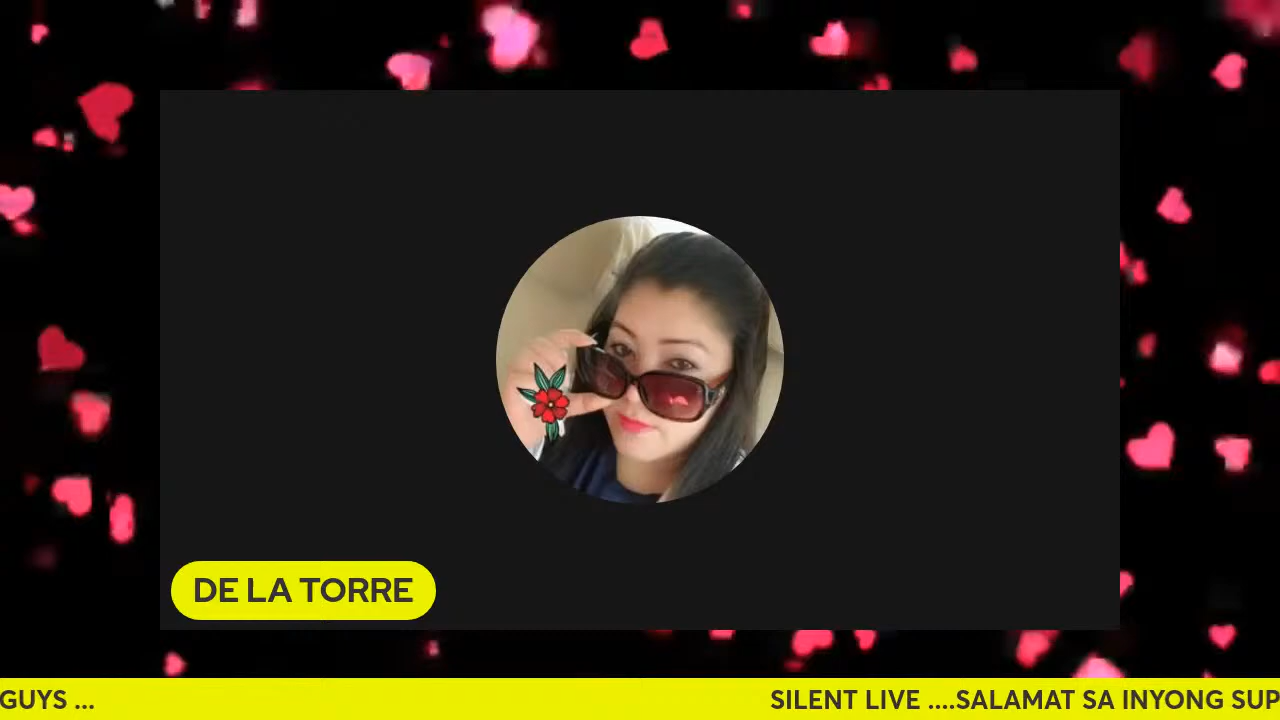 DE LA TORRE
GUYS ... SILENT LIVE ....SALAMAT SA INYONG SUP